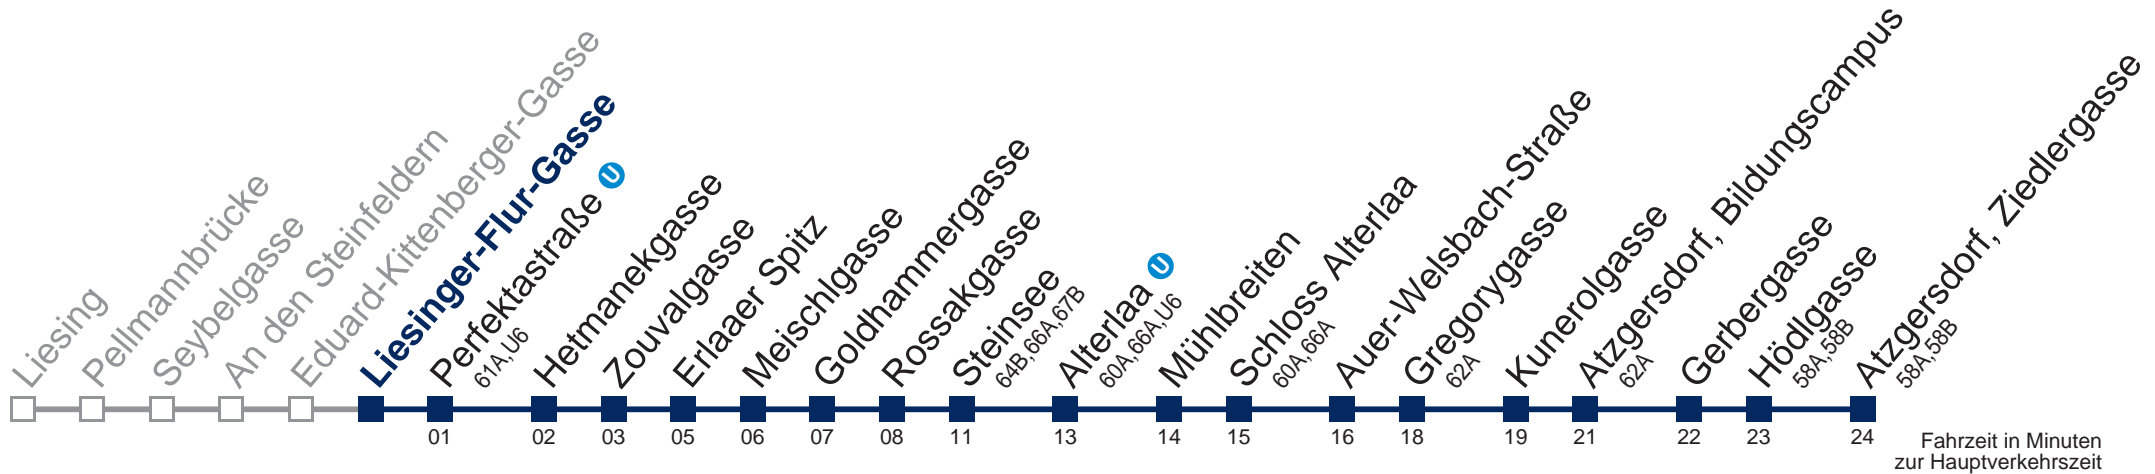 Liesing
Pellmannbrücke
Seybelgasse
An den Steinfeldern
Eduard-Kittenberger-Gasse
Liesinger-Flur-Gasse
Perfektastraße U
61A,U6
Hetmanekgasse
Zouvalgasse
Erlaaer Spitz
Meischlgasse
Goldhammergasse
Rossakgasse
Steinsee
64B,66A,67B
Alterlaa U
60A,66A,U6
Mühlbreiten
Schloss Alterlaa
60A,66A
Auer-Welsbach-Straße
Gregorygasse
62A
Kunerolgasse
Atzgersdorf, Bildungscampus
62A
Gerbergasse
Hödlgasse
58A,58B
Atzgersdorf, Ziedlergasse
58A,58B
01 02 03 05 06 07 08 11 13 14 15 16 18 19 21 22 23 24
Fahrzeit in Minuten
zur Hauptverkehrszeit